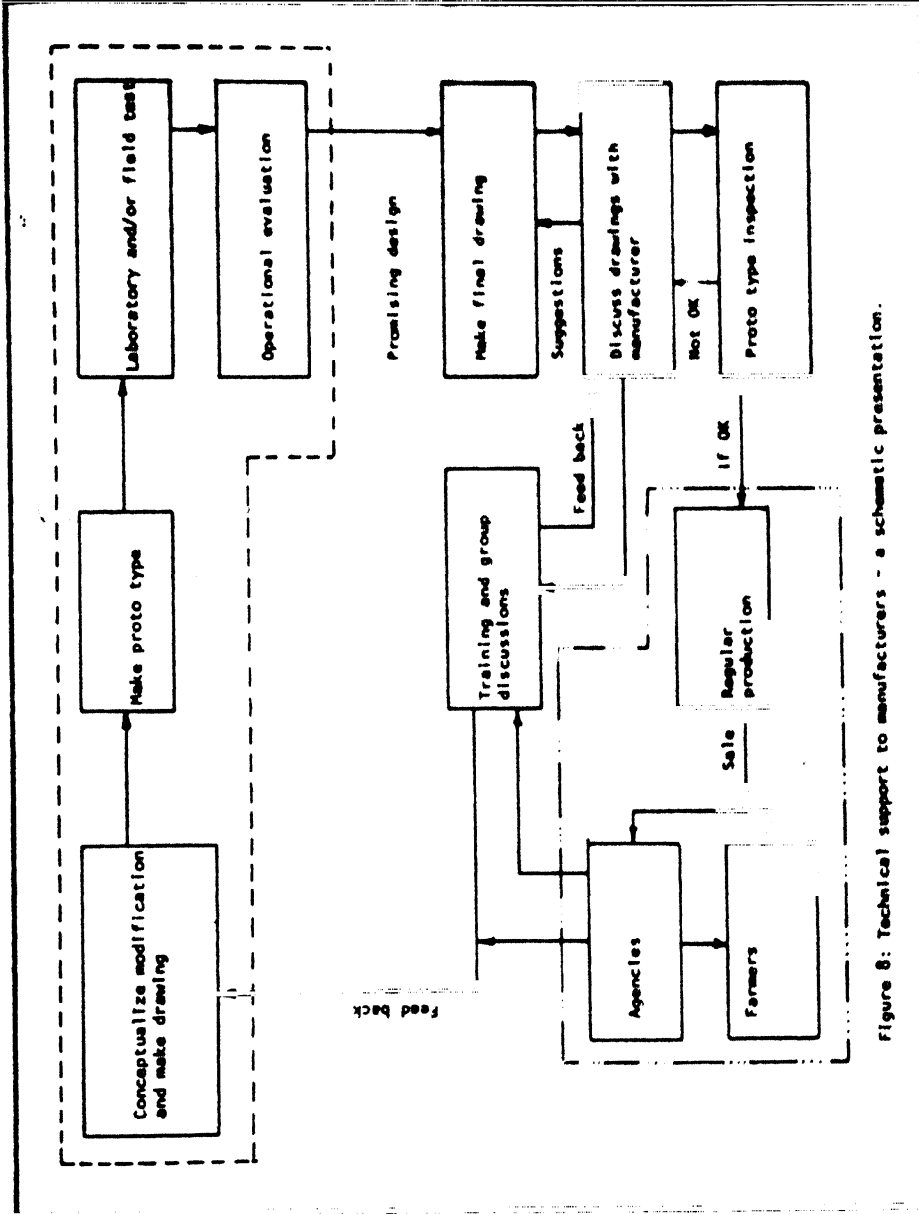 Conceptualize modification
and make drawing
Make proto type
Laboratory and/or field test
Operational evaluation
Promising design
Make final drawing
Suggestions
Discuss drawings with
manufacturer
Not OK
Proto type inspection
If OK
Feed back
Training and group
discussions
Regular
production
Sale
Agencies
Farmers
Feed back
Figure 8: Technical support to manufacturers - a schematic presentation.